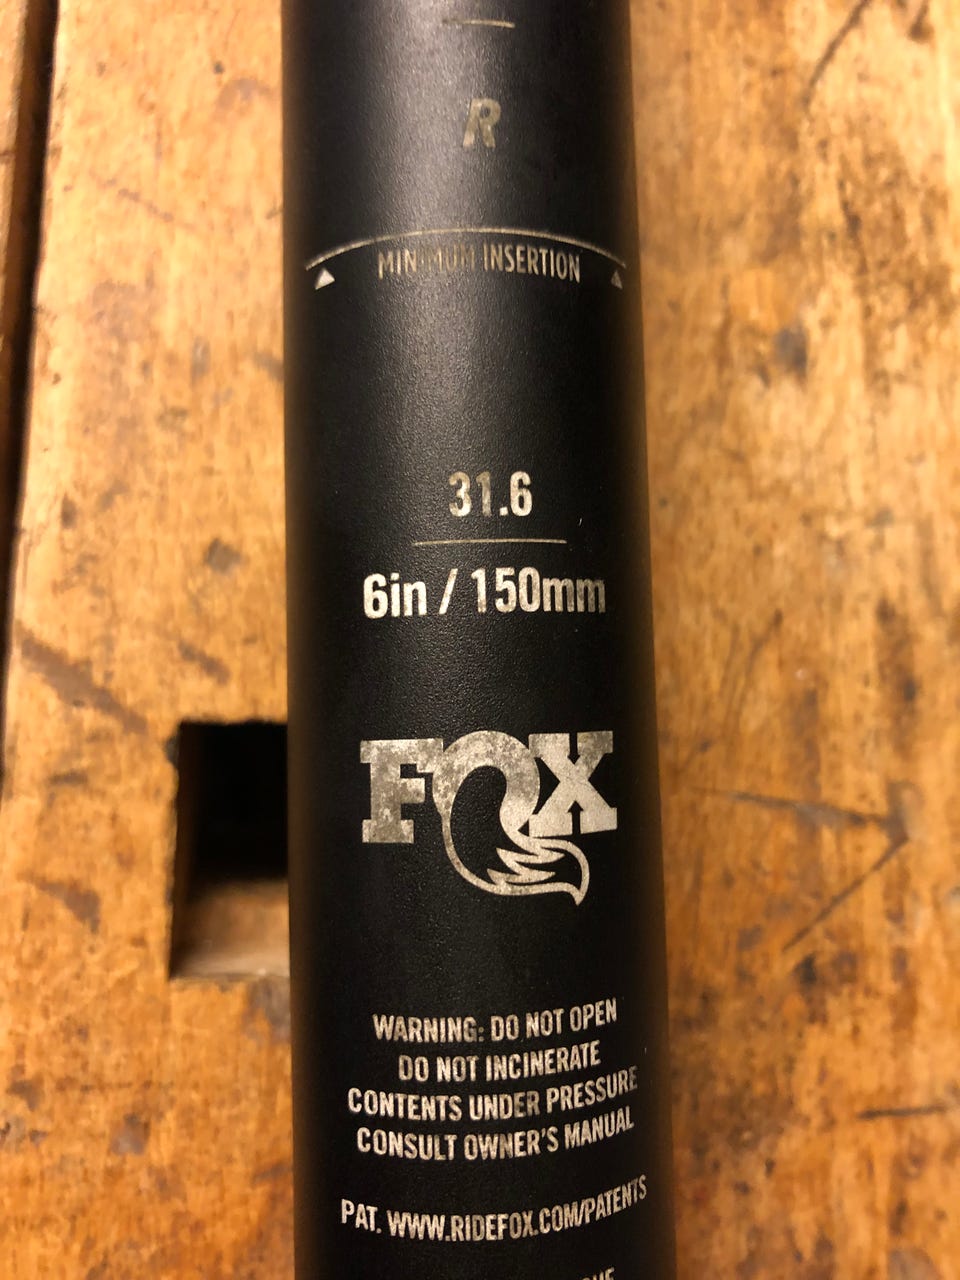 R
MINIMUM INSERTION
31.6
6in / 150mm
FOX
WARNING: DO NOT OPEN
DO NOT INCINERATE
CONTENTS UNDER PRESSURE
CONSULT OWNER'S MANUAL
PAT. WWW.RIDEFOX.COM/PATENTS